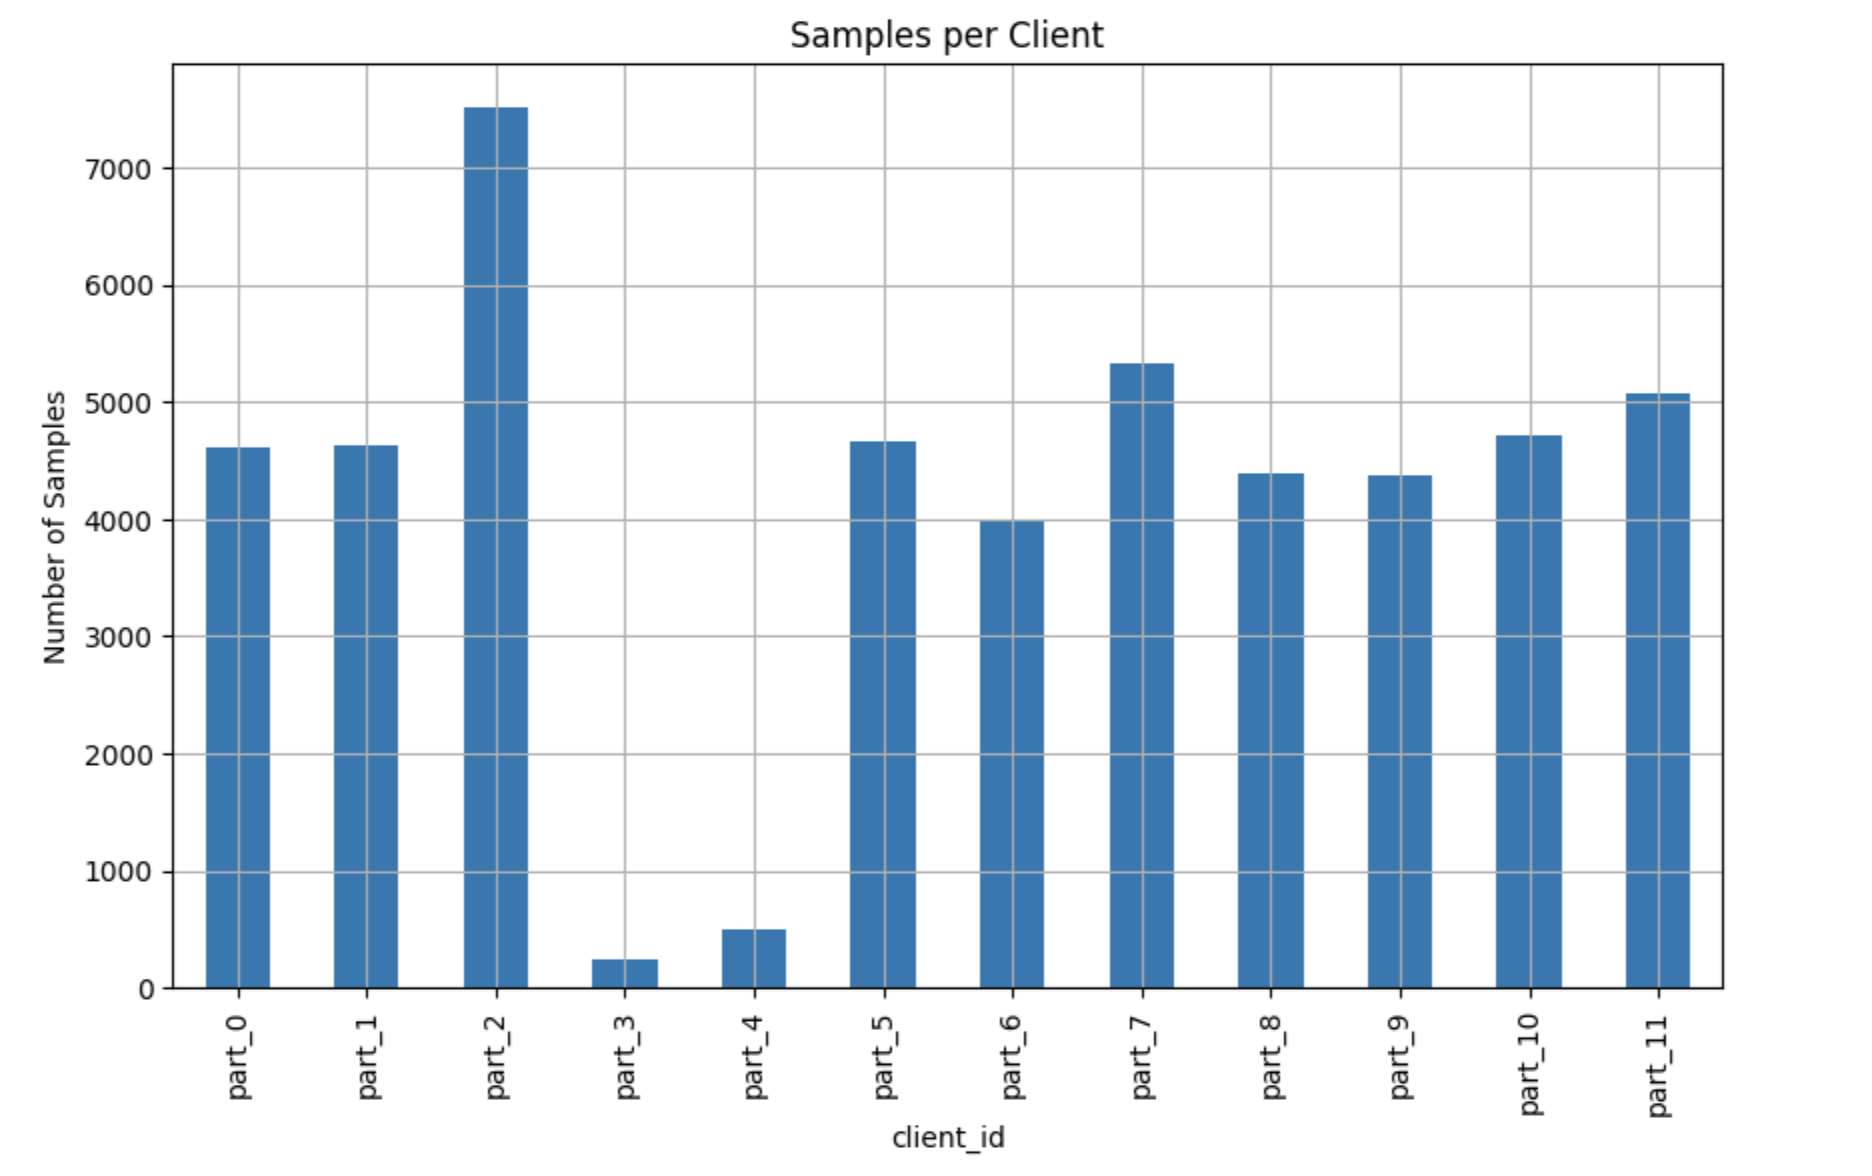 Samples per Client
Number of Samples
7000
6000
5000
4000
3000
2000
1000
0
part_0
part_1
part_2
part_3
part_4
part_5
part_6
part_7
part_8
part_9
part_10
part_11
client_id